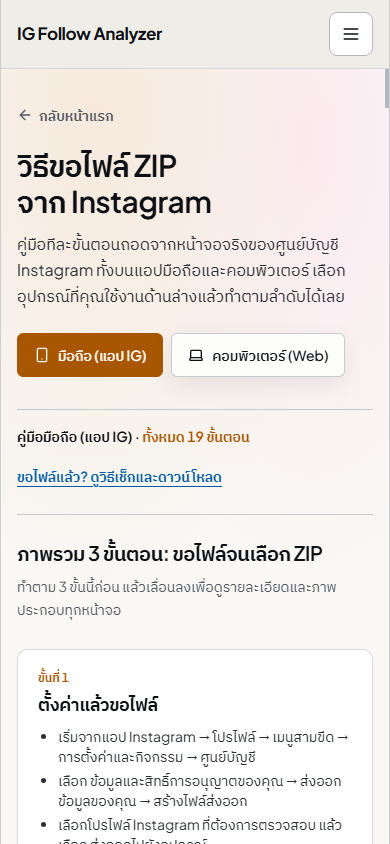 IG Follow Analyzer
← กลับหน้าแรก
วิธีขอไฟล์ ZIP
จาก Instagram
คู่มือทีละขั้นตอนถอดจากหน้าจอจริงของศูนย์บัญชี
Instagram ทั้งบนแอปมือถือและคอมพิวเตอร์ เลือก
อุปกรณ์ที่คุณใช้งานด้านล่างแล้วทำตามลำดับได้เลย
มือถือ (แอป IG)
คอมพิวเตอร์ (Web)
คู่มือมือถือ (แอป IG) · ทั้งหมด 19 ขั้นตอน
ขอไฟล์แล้ว? ดูวิธีเช็กและดาวน์โหลด
ภาพรวม 3 ขั้นตอน: ขอไฟล์จนเลือก ZIP
ทำตาม 3 ขั้นนี้ก่อน แล้วเลื่อนลงเพื่อดูรายละเอียดและภาพ
ประกอบทุกหน้าจอ
ขั้นที่ 1
ตั้งค่าแล้วขอไฟล์
• เริ่มจากแอป Instagram → โปรไฟล์ → เมนูสามขีด →
การตั้งค่าและกิจกรรม → ศูนย์บัญชี
• เลือก ข้อมูลและสิทธิ์การอนุญาตของคุณ → ส่งออก
ข้อมูลของคุณ → สร้างไฟล์ส่งออก
• เลือกโปรไฟล์ Instagram ที่ต้องการตรวจสอบ แล้ว